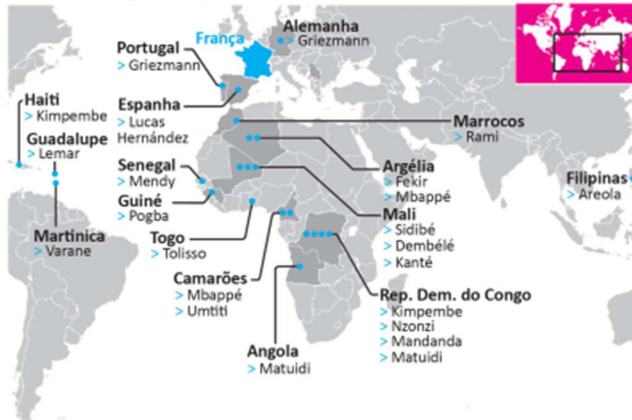 Alemanha
> Griezmann
França
Portugal
> Griezmann
Haiti
> Kimpembe
Espanha
> Lucas
Hernández
Guadalupe
> Lemar
Marrocos
> Rami
Senegal
> Mendy
Argélia
> Fekir
> Mbappé
Filipinas
> Areola
Guiné
> Pogba
Mali
> Sidibé
> Dembélé
> Kanté
Martinica
> Varane
Togo
> Tolisso
Camarões
> Mbappé
> Umtiti
Rep. Dem. do Congo
> Kimpembe
> Nzonzi
> Mandanda
> Matuidi
Angola
> Matuidi